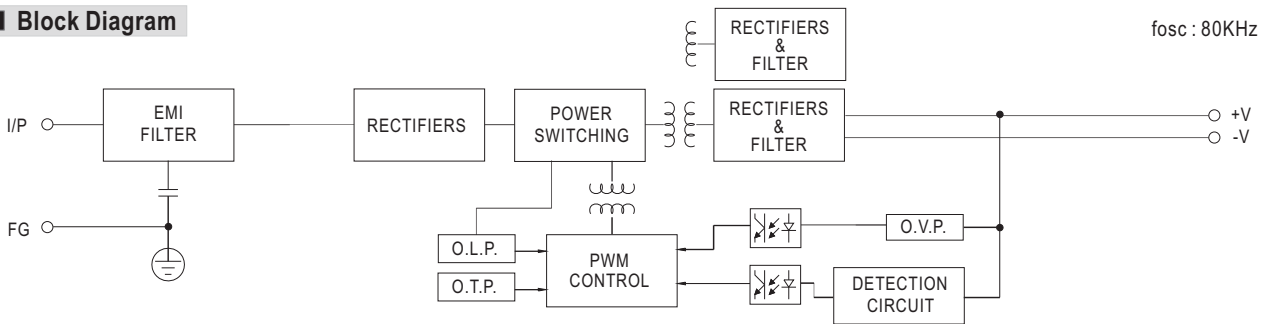 Block Diagram
fosc : 80KHz
RECTIFIERS
&
FILTER
I/P
EMI
FILTER
RECTIFIERS
POWER
SWITCHING
RECTIFIERS
&
FILTER
+V
-V
FG
O.L.P.
O.T.P.
PWM
CONTROL
O.V.P.
DETECTION
CIRCUIT